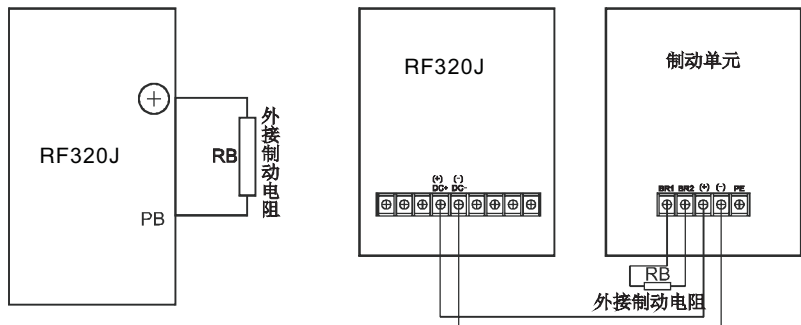 RF320J
PB
RB
外接制动电阻
RF320J
(+) (-)
DC+ DC-
制动单元
BR1 BR2 (+) (-) PE
RB
外接制动电阻